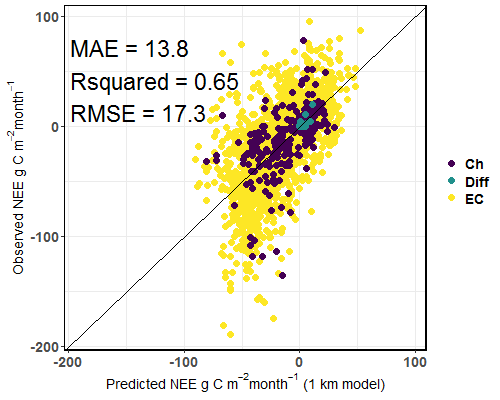 100
0
-100
-200
Observed NEE g C m⁻²month⁻¹
MAE = 13.8
Rsquared = 0.65
RMSE = 17.3
Ch
Diff
EC
-200 -100 0 100
Predicted NEE g C m⁻²month⁻¹ (1 km model)